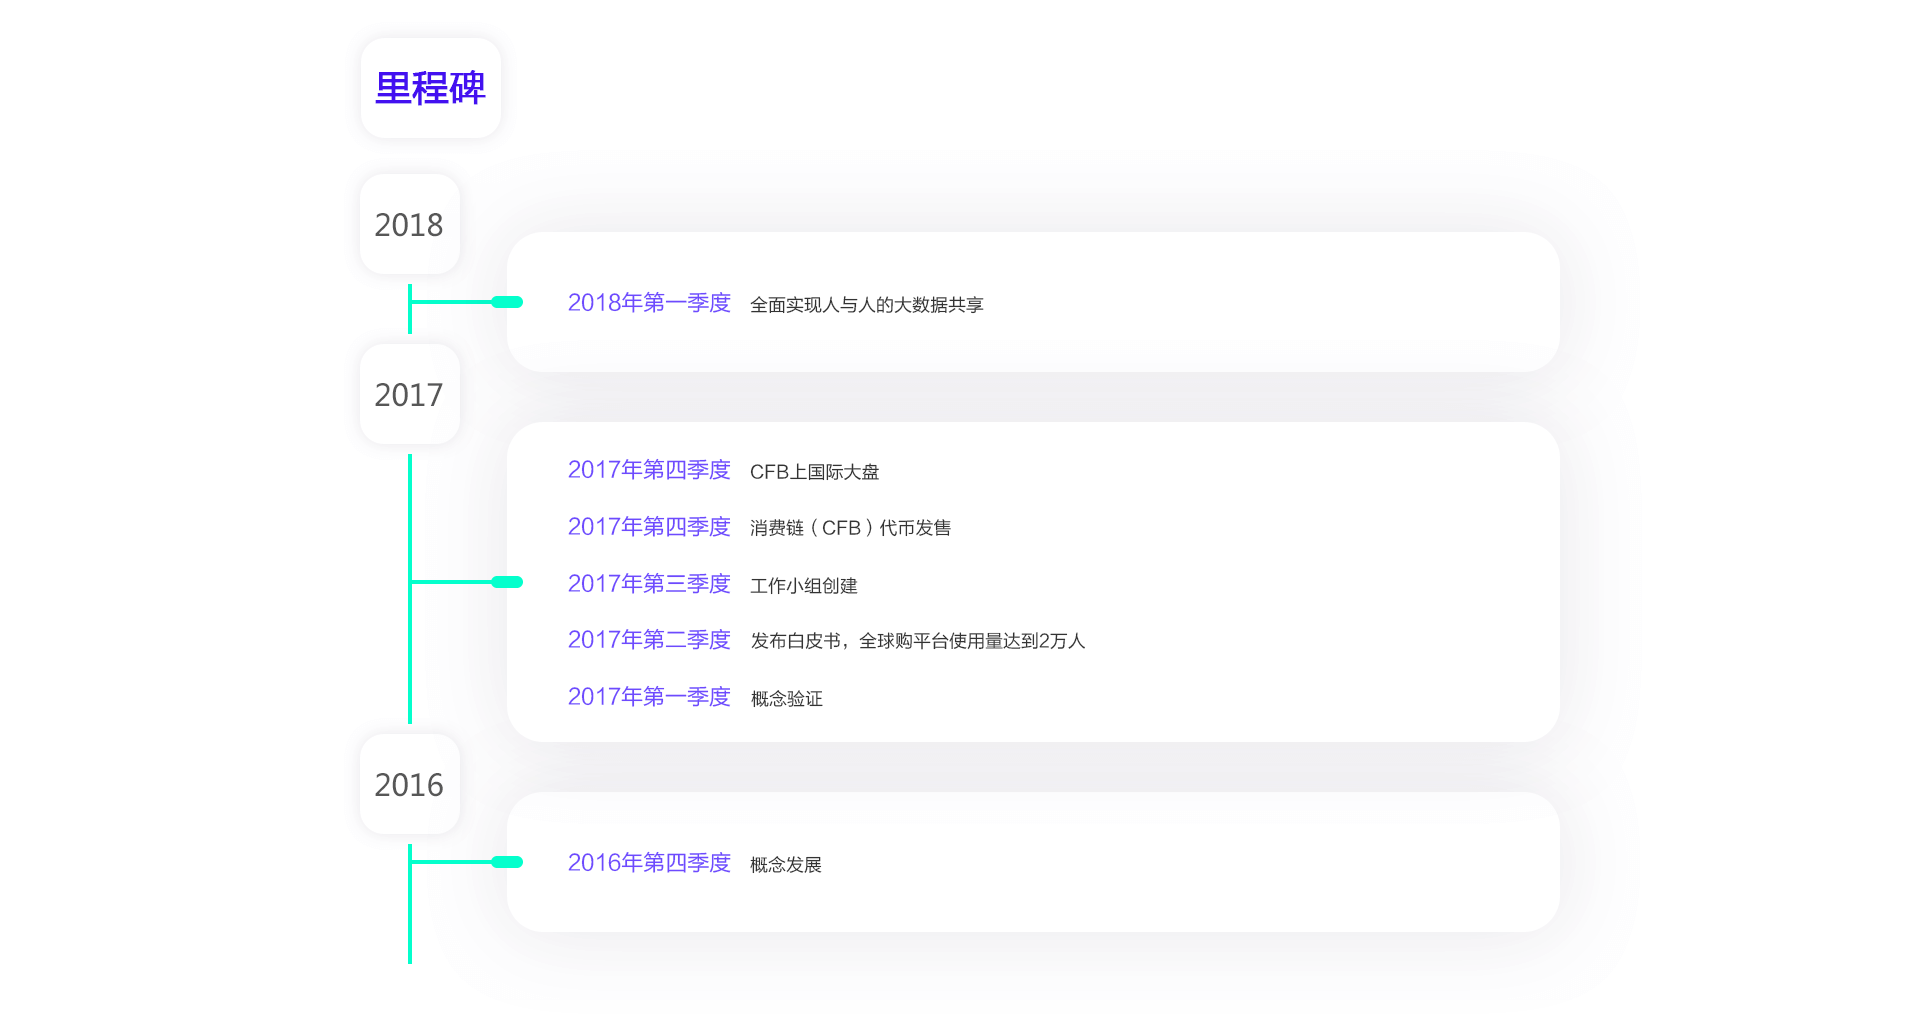 里程碑
2018
2018年第一季度 全面实现人与人的大数据共享
2017
2017年第四季度 CFB上国际大盘
2017年第四季度 消费链（CFB）代币发售
2017年第三季度 工作小组创建
2017年第二季度 发布白皮书，全球购平台使用量达到2万人
2017年第一季度 概念验证
2016
2016年第四季度 概念发展